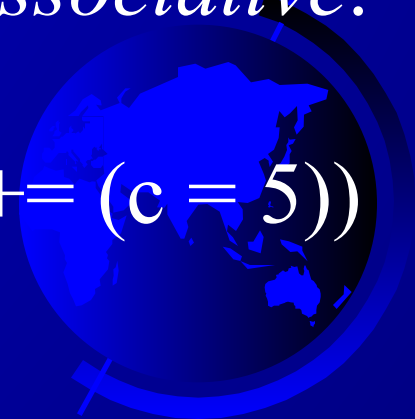 ssociative.
+= (c = 5))